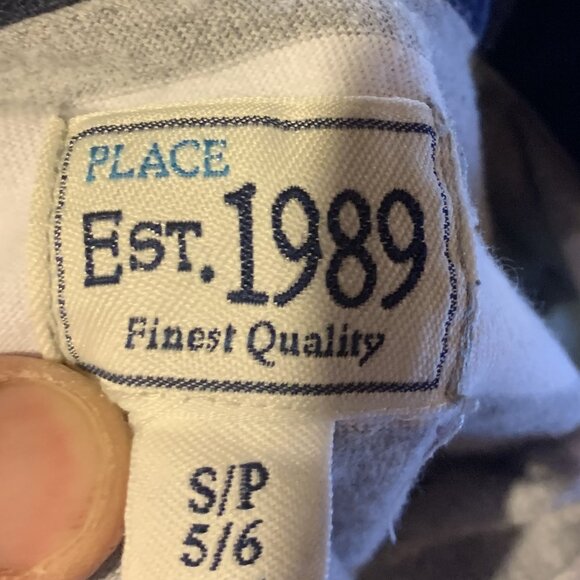 PLACE
EST. 1989
Finest Quality
S/P
5/6